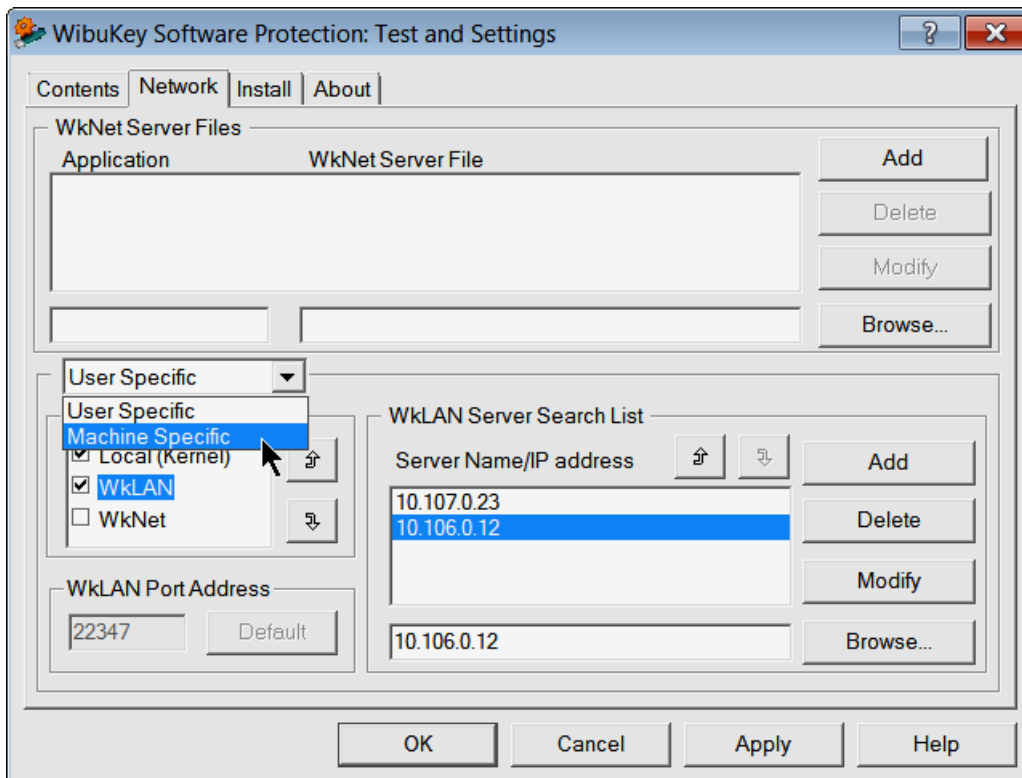 WibuKey Software Protection: Test and Settings
Contents Network Install About
WkNet Server Files
Application WkNet Server File
Add
Delete
Modify
Browse...
User Specific
User Specific
Machine Specific
Local (Kernel)
WkLAN
WkNet
WkLAN Port Address
22347 Default
WkLAN Server Search List
Server Name/IP address
10.107.0.23
10.106.0.12
10.106.0.12
Add
Delete
Modify
Browse...
OK Cancel Apply Help